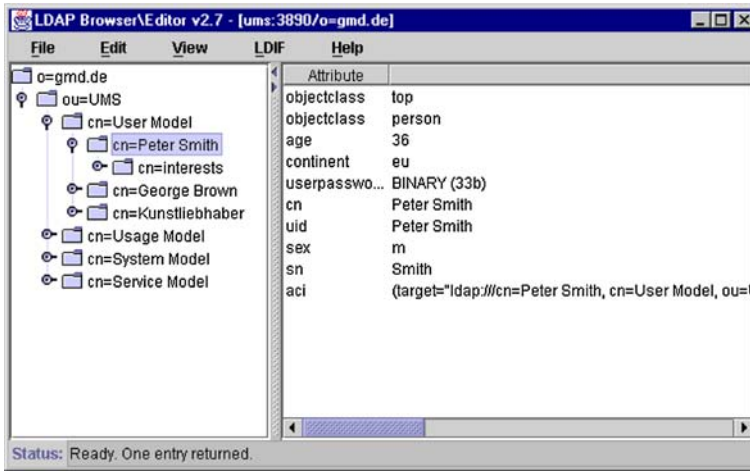 LDAP Browser\Editor v2.7 - [ums:3890/o=gmd.de]
File Edit View LDIF Help
o=gmd.de
ou=UMS
cn=User Model
cn=Peter Smith
cn=interests
cn=George Brown
cn=Kunstliebhaber
cn=Usage Model
cn=System Model
cn=Service Model
Attribute
objectclass top
objectclass person
age 36
continent eu
userpasswo... BINARY (33b)
cn Peter Smith
uid Peter Smith
sex m
sn Smith
aci (target="ldap:///cn=Peter Smith, cn=User Model, ou=
Status: Ready. One entry returned.